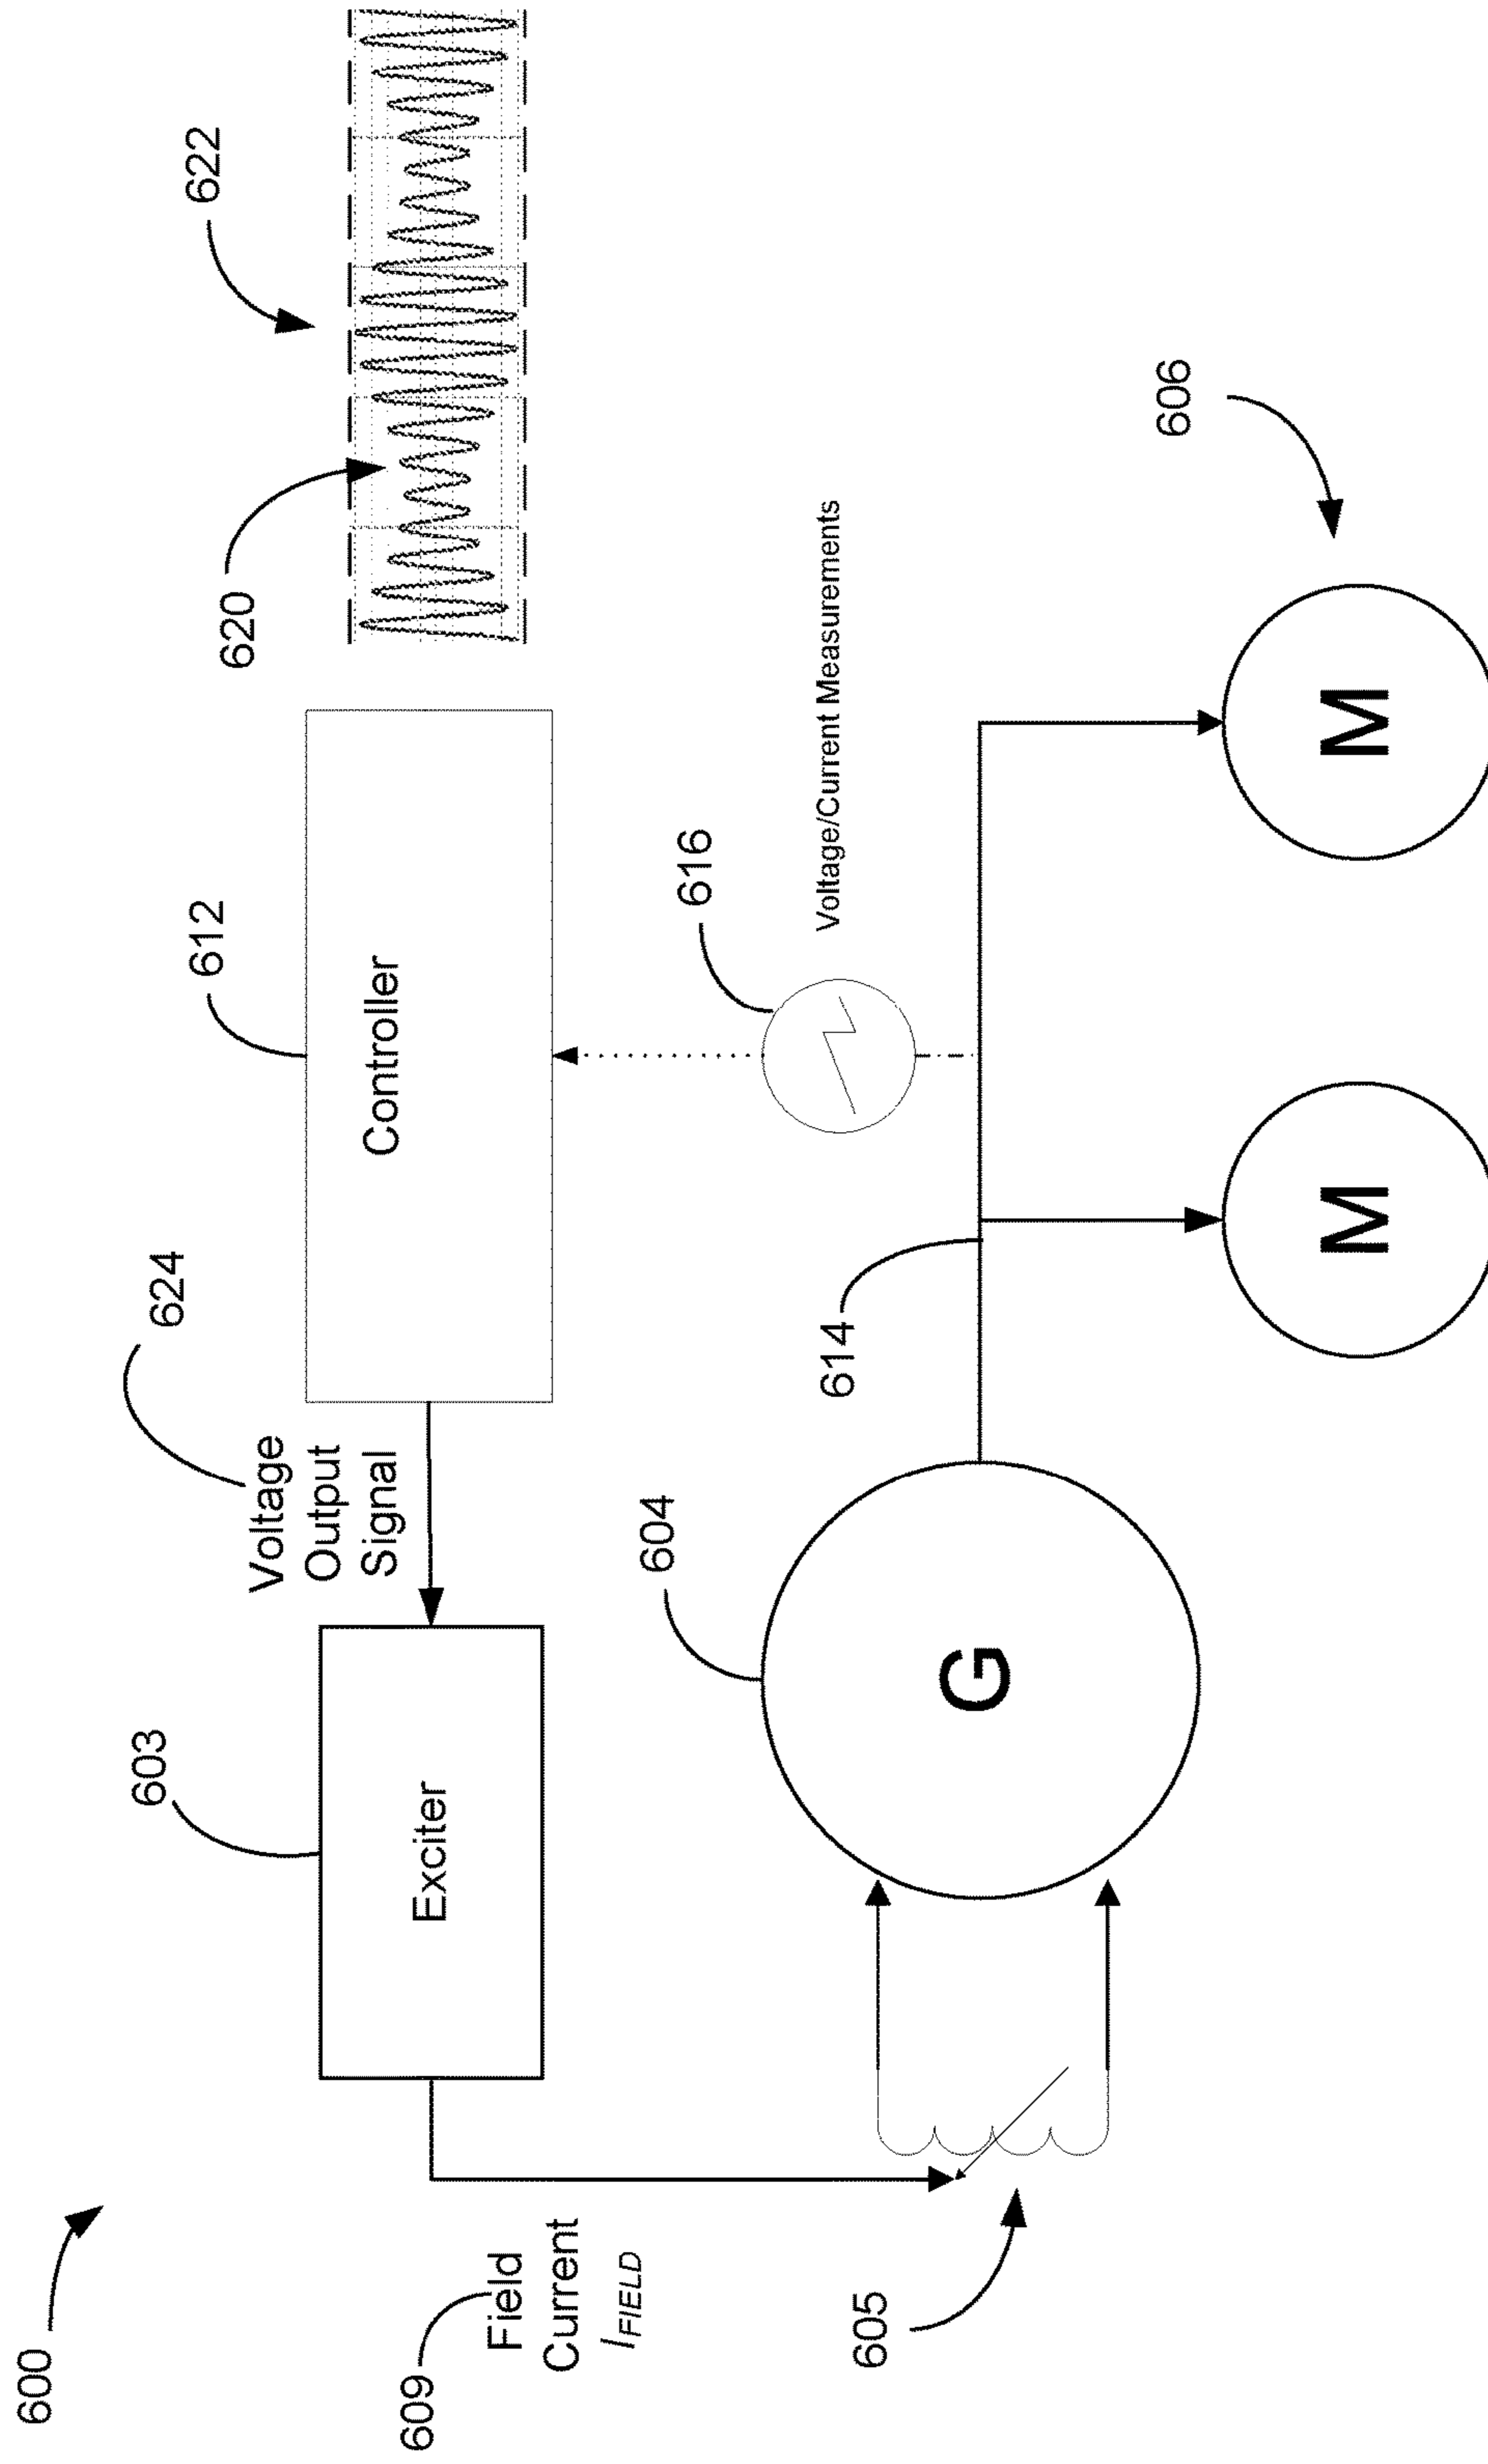 600
609
Field
Current
IFIELD
605
603
Exciter
624
Voltage
Output
Signal
612
Controller
620
622
604
G
614
616
Voltage/Current Measurements
606
M
M